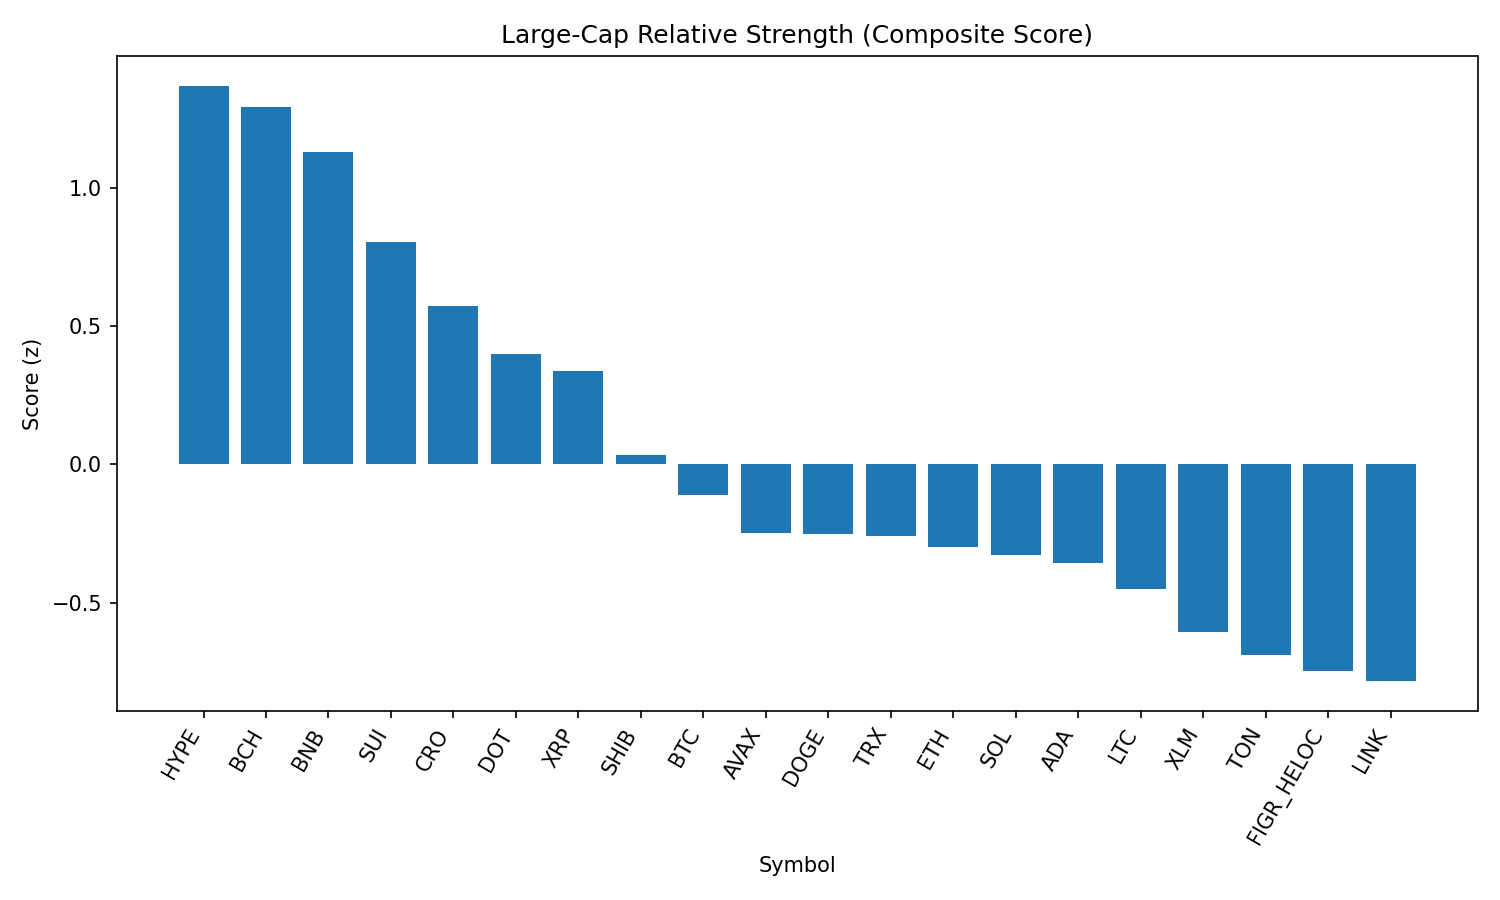 Large-Cap Relative Strength (Composite Score)
Score (z)
1.0
0.5
0.0
−0.5
HYPE
BCH
BNB
SUI
CRO
DOT
XRP
SHIB
BTC
AVAX
DOGE
TRX
ETH
SOL
ADA
LTC
XLM
TON
FIGR_HELOC
LINK
Symbol